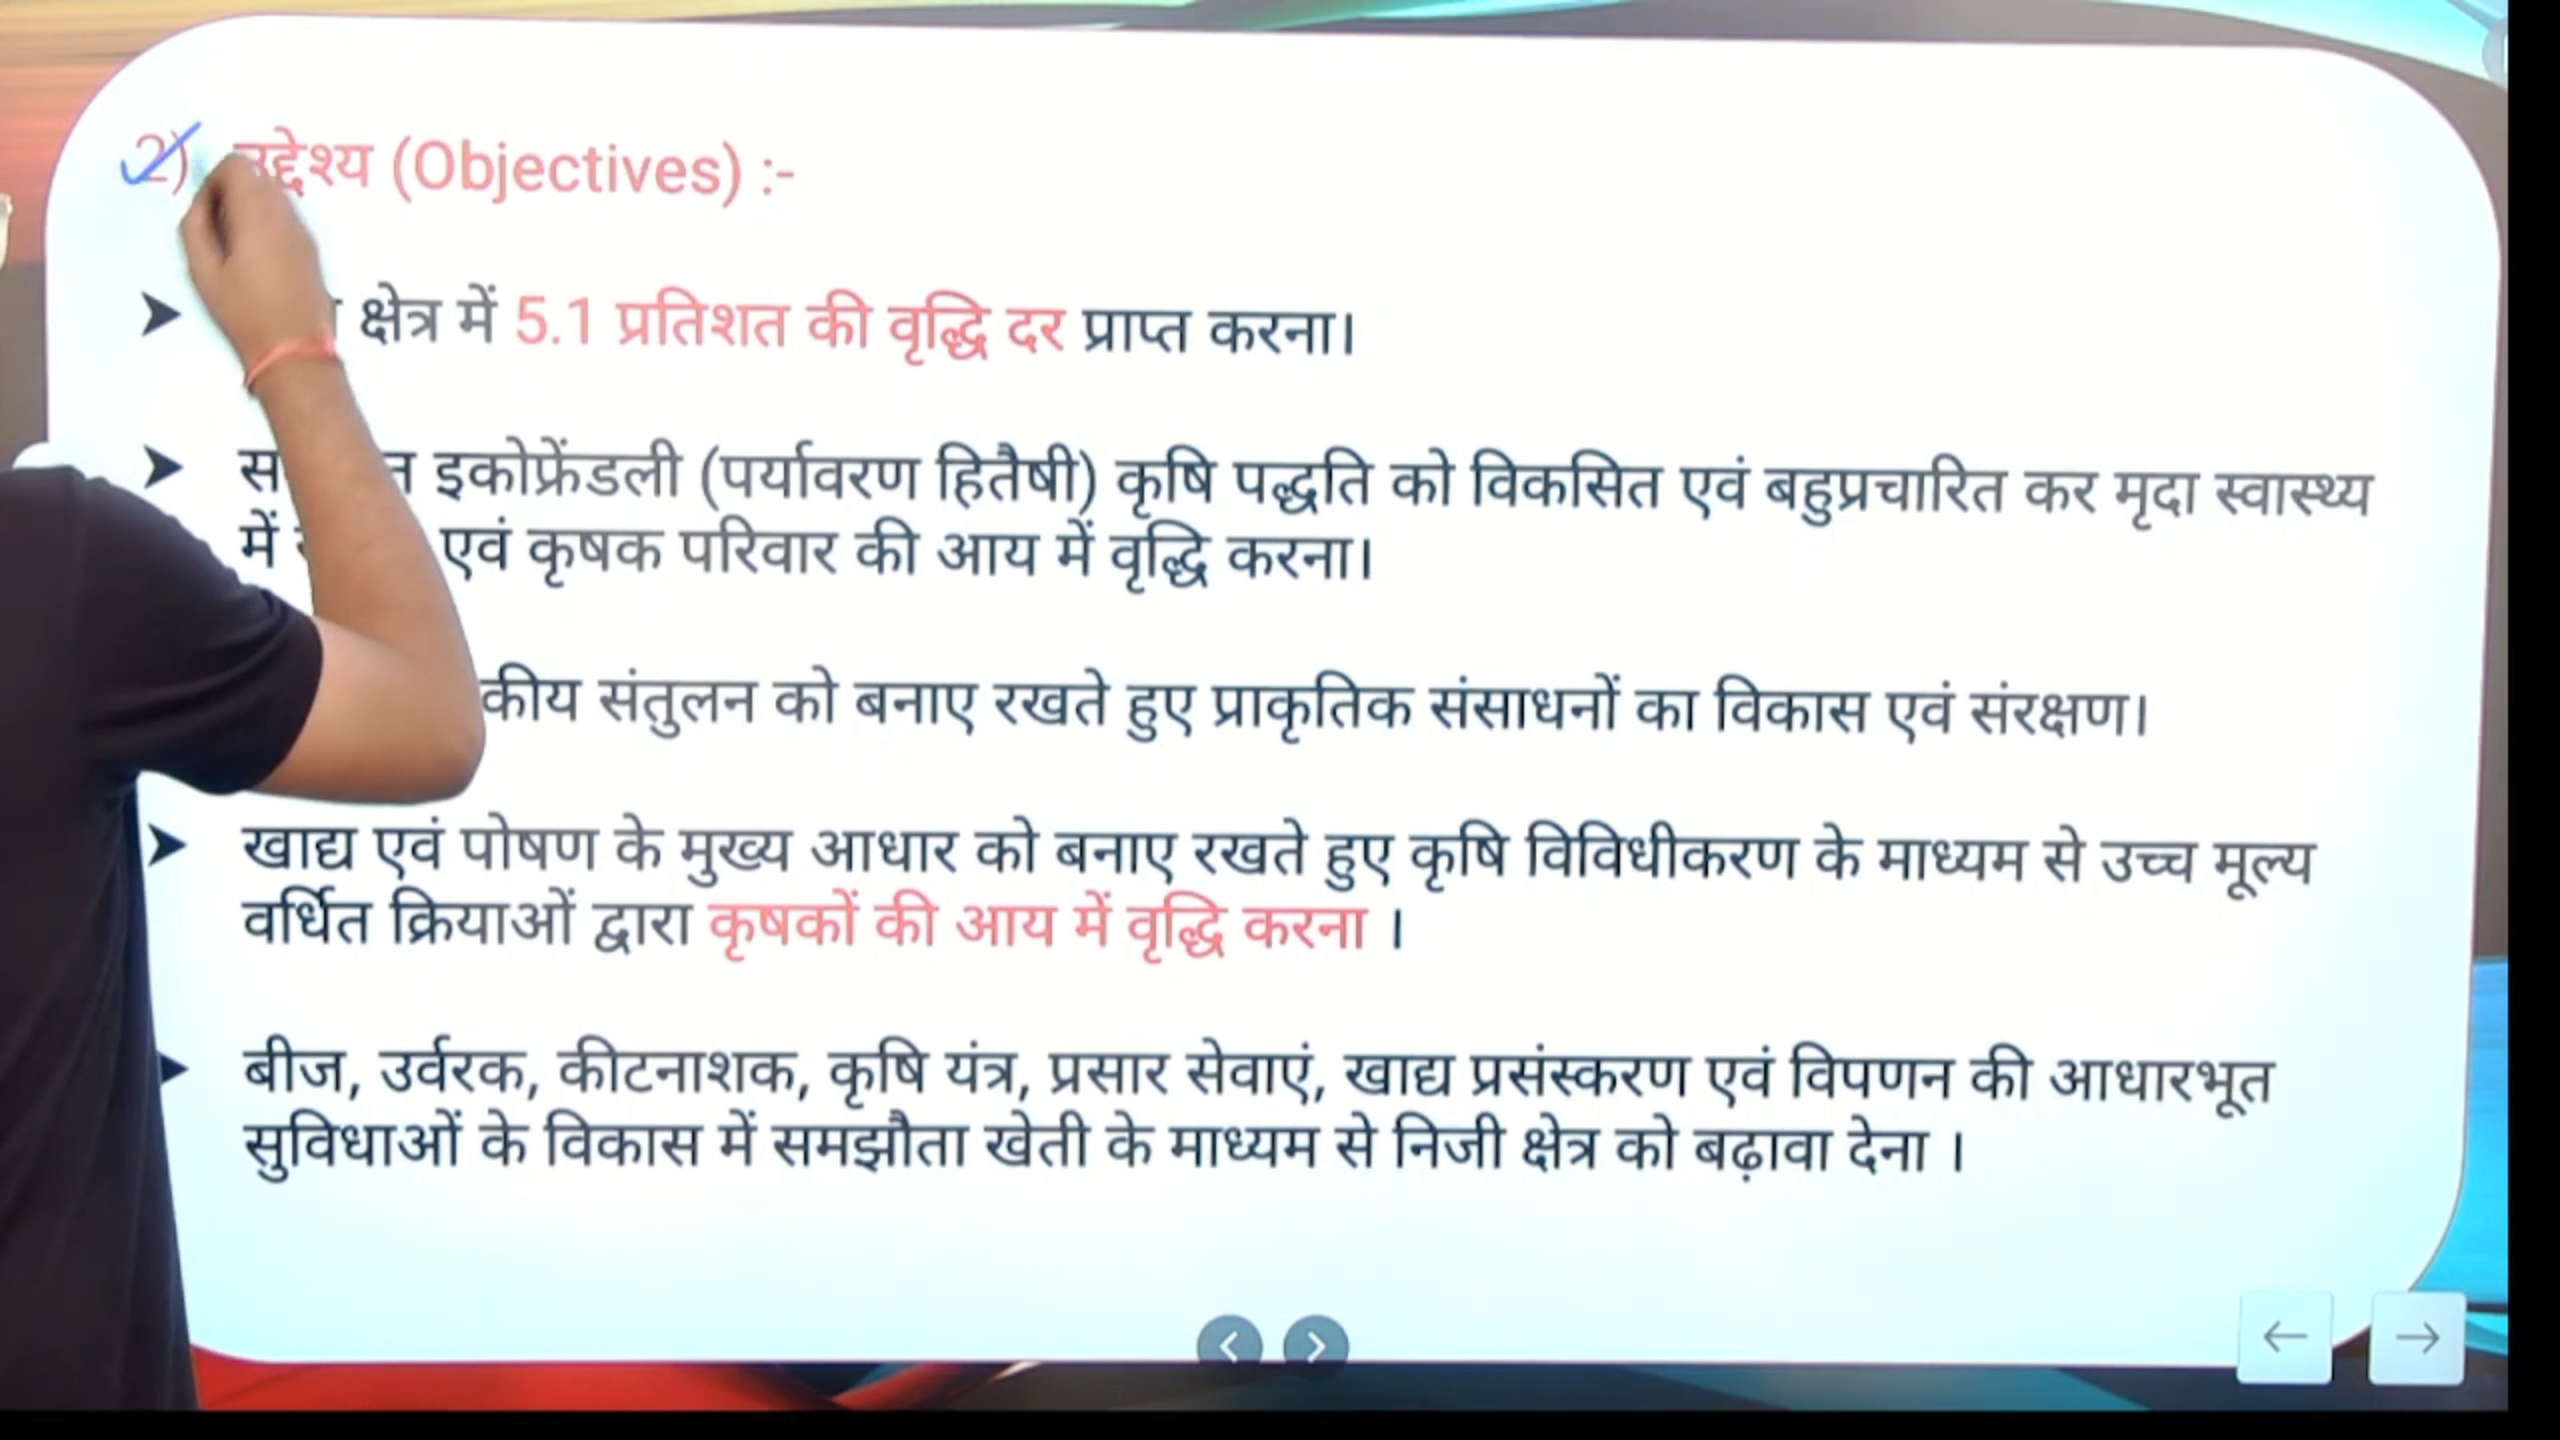 2) उद्देश्य (Objectives) :-
क्षेत्र में 5.1 प्रतिशत की वृद्धि दर प्राप्त करना।
इकोफ्रेंडली (पर्यावरण हितैषी) कृषि पद्धति को विकसित एवं बहुप्रचारित कर मृदा स्वास्थ्य
में एवं कृषक परिवार की आय में वृद्धि करना।
संतुलन को बनाए रखते हुए प्राकृतिक संसाधनों का विकास एवं संरक्षण।
खाद्य एवं पोषण के मुख्य आधार को बनाए रखते हुए कृषि विविधीकरण के माध्यम से उच्च मूल्य
वर्धित क्रियाओं द्वारा कृषकों की आय में वृद्धि करना ।
बीज, उर्वरक, कीटनाशक, कृषि यंत्र, प्रसार सेवाएं, खाद्य प्रसंस्करण एवं विपणन की आधारभूत
सुविधाओं के विकास में समझौता खेती के माध्यम से निजी क्षेत्र को बढ़ावा देना ।